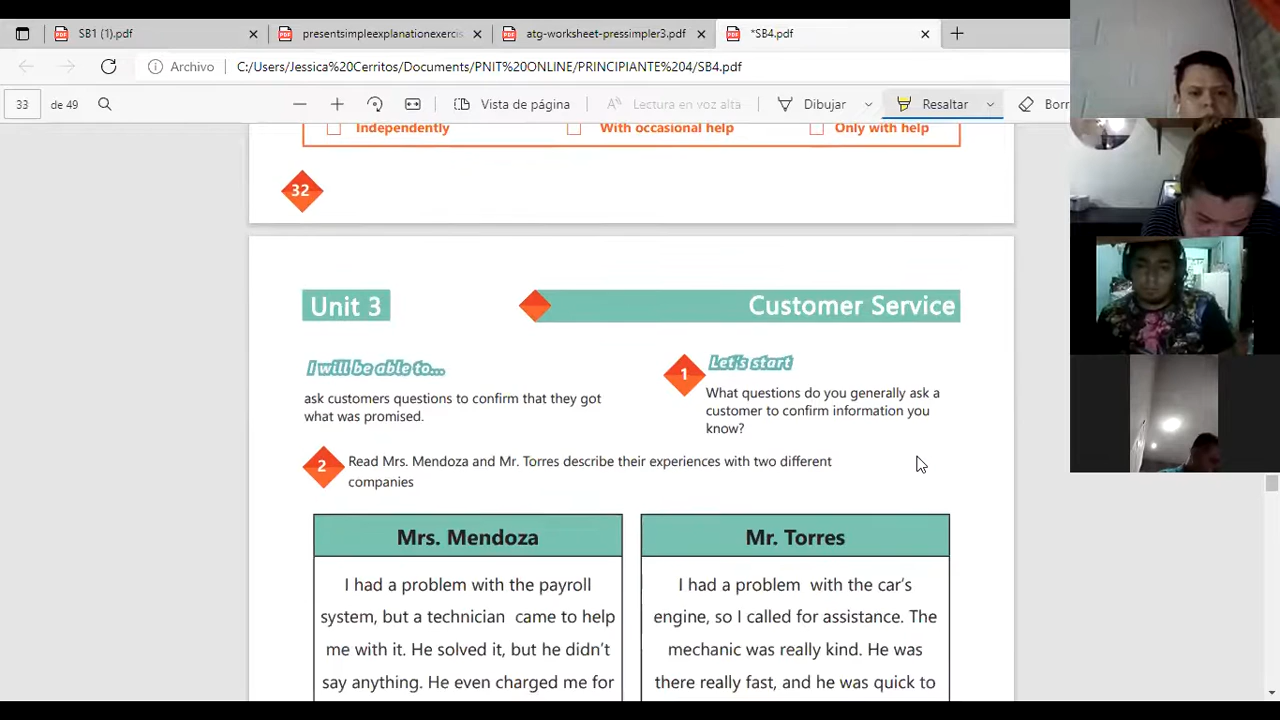 SB1 (1).pdf
presentsimpleexplanationexercis
atg-worksheet-pressimpler3.pdf
*SB4.pdf
Archivo
C:/Users/Jessica%20Cerritos/Documents/PNIT%20ONLINE/PRINCIPIANTE%204/SB4.pdf
33 de 49
Vista de página
Lectura en voz alta
Dibujar
Resaltar
Borr
Independently
With occasional help
Only with help
32
Unit 3
Customer Service
I will be able to...
ask customers questions to confirm that they got
what was promised.
1
Let's start
What questions do you generally ask a
customer to confirm information you
know?
2
Read Mrs. Mendoza and Mr. Torres describe their experiences with two different
companies
Mrs. Mendoza
I had a problem with the payroll
system, but a technician came to help
me with it. He solved it, but he didn't
say anything. He even charged me for
Mr. Torres
I had a problem with the car's
engine, so I called for assistance. The
mechanic was really kind. He was
there really fast, and he was quick to